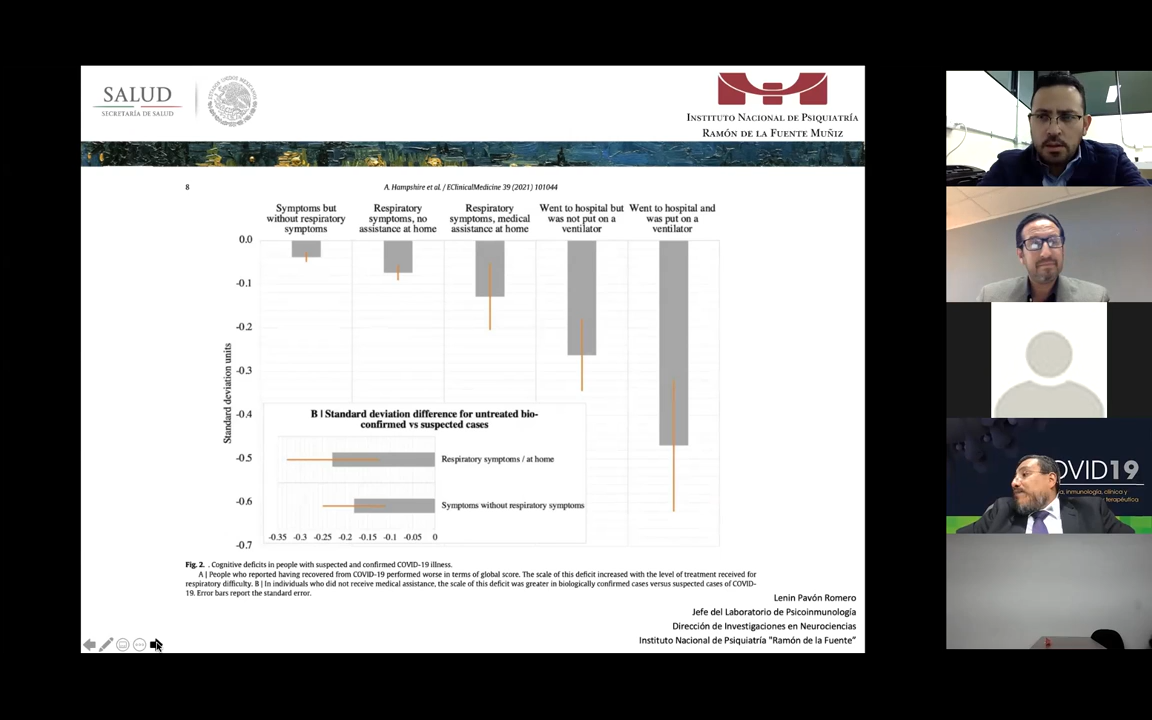 SALUD
SECRETARÍA DE SALUD
INSTITUTO NACIONAL DE PSIQUIATRÍA
RAMÓN DE LA FUENTE MUÑIZ
8
A. Hampshire et al. / EClinicalMedicine 39 (2021) 101044
Symptoms but
without respiratory
symptoms
Respiratory
symptoms, no
assistance at home
Respiratory
symptoms, medical
assistance at home
Went to hospital but
was not put on a
ventilator
Went to hospital and
was put on a
ventilator
0.0
-0.1
-0.2
-0.3
-0.4
-0.5
-0.6
-0.7
Standard deviation units
B | Standard deviation difference for untreated bio-
confirmed vs suspected cases
Respiratory symptoms / at home
Symptoms without respiratory symptoms
-0.35 -0.3 -0.25 -0.2 -0.15 -0.1 -0.05 0
Fig. 2. . Cognitive deficits in people with suspected and confirmed COVID-19 illness.
A | People who reported having recovered from COVID-19 performed worse in terms of global score. The scale of this deficit increased with the level of treatment received for
respiratory difficulty. B | In individuals who did not receive medical assistance, the scale of this deficit was greater in biologically confirmed cases versus suspected cases of COVID-
19. Error bars report the standard error.
Lenin Pavón Romero
Jefe del Laboratorio de Psicoinmunología
Dirección de Investigaciones en Neurociencias
Instituto Nacional de Psiquiatría "Ramón de la Fuente"
OVID19
inmunología, clínica y
terapéutica